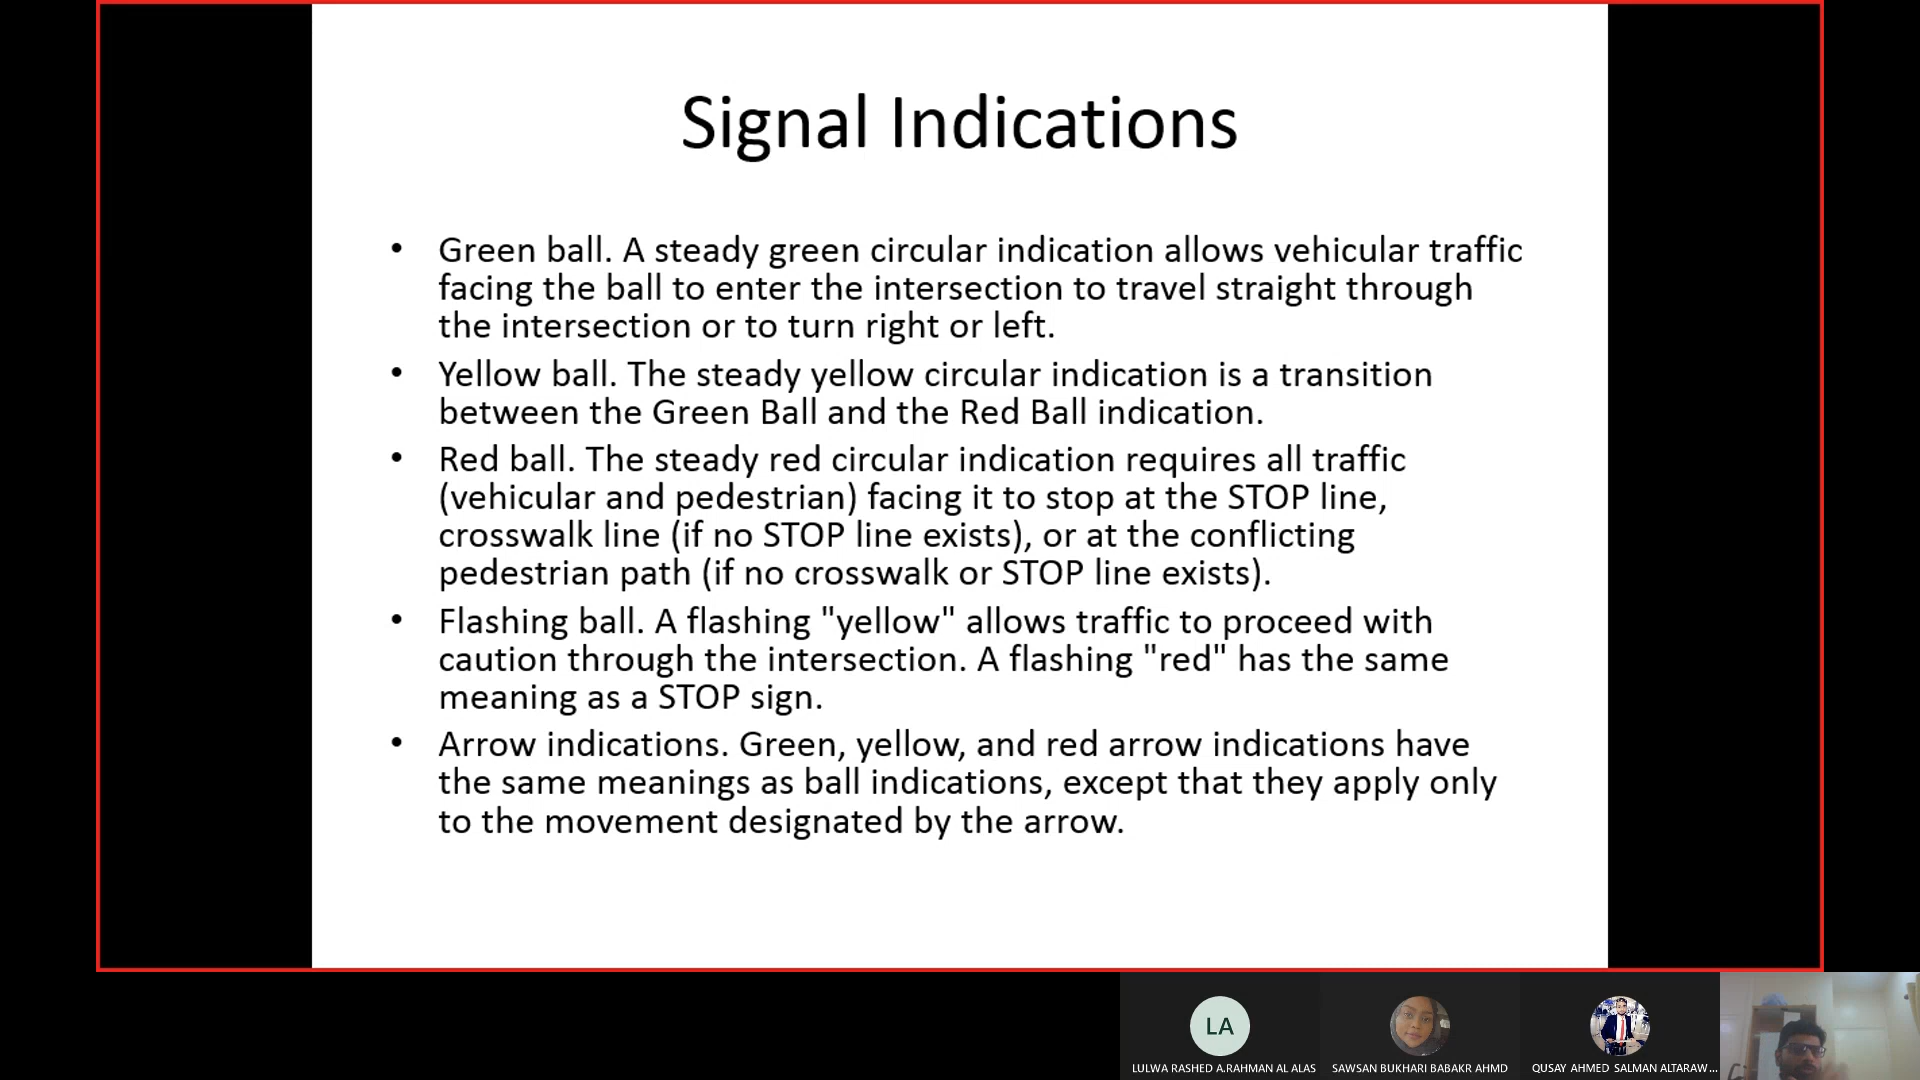 Signal Indications
• Green ball. A steady green circular indication allows vehicular traffic
facing the ball to enter the intersection to travel straight through
the intersection or to turn right or left.
• Yellow ball. The steady yellow circular indication is a transition
between the Green Ball and the Red Ball indication.
• Red ball. The steady red circular indication requires all traffic
(vehicular and pedestrian) facing it to stop at the STOP line,
crosswalk line (if no STOP line exists), or at the conflicting
pedestrian path (if no crosswalk or STOP line exists).
• Flashing ball. A flashing "yellow" allows traffic to proceed with
caution through the intersection. A flashing "red" has the same
meaning as a STOP sign.
• Arrow indications. Green, yellow, and red arrow indications have
the same meanings as ball indications, except that they apply only
to the movement designated by the arrow.
LA
LULWA RASHED A.RAHMAN AL ALAS
SAWSAN BUKHARI BABAKR AHMD
QUSAY AHMED SALMAN ALTARAW...